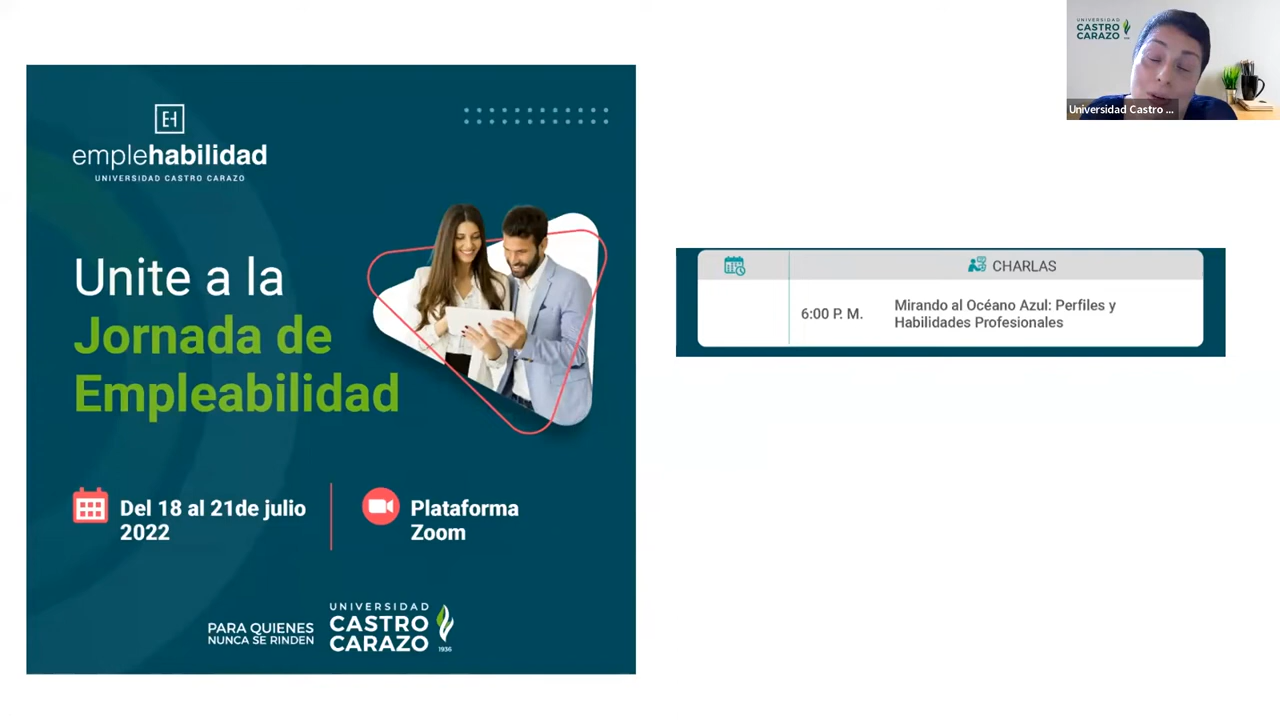 EH
emplehabilidad
UNIVERSIDAD CASTRO CARAZO
Unite a la
Jornada de
Empleabilidad
Del 18 al 21de julio
2022
Plataforma
Zoom
PARA QUIENES
NUNCA SE RINDEN
UNIVERSIDAD
CASTRO
CARAZO
1936
CHARLAS
6:00 P. M.
Mirando al Océano Azul: Perfiles y
Habilidades Profesionales
UNIVERSIDAD
CASTRO
CARAZO
Universidad Castro ...